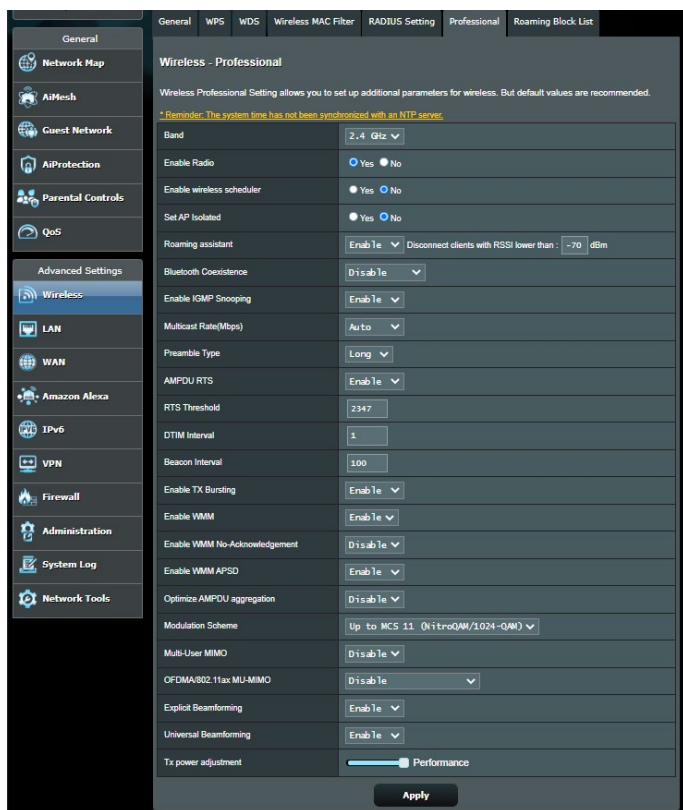 General WPS WDS Wireless MAC Filter RADIUS Setting Professional Roaming Block List
General
Network Map
AiMesh
Guest Network
AiProtection
Parental Controls
QoS
Advanced Settings
Wireless
LAN
WAN
Amazon Alexa
IPv6
VPN
Firewall
Administration
System Log
Network Tools
Wireless - Professional
Wireless Professional Setting allows you to set up additional parameters for wireless. But default values are recommended.
* Reminder: The system time has not been synchronized with an NTP server.
Band 2.4 GHz
Enable Radio Yes No
Enable wireless scheduler Yes No
Set AP Isolated Yes No
Roaming assistant Enable Disconnect clients with RSSI lower than : -70 dBm
Bluetooth Coexistence Disable
Enable IGMP Snooping Enable
Multicast Rate(Mbps) Auto
Preamble Type Long
AMPDU RTS Enable
RTS Threshold 2347
DTIM Interval 1
Beacon Interval 100
Enable TX Bursting Enable
Enable WMM Enable
Enable WMM No-Acknowledgement Disable
Enable WMM APSD Enable
Optimize AMPDU aggregation Disable
Modulation Scheme Up to MCS 11 (NitroQAM/1024-QAM)
Multi-User MIMO Disable
OFDMA/802.11ax MU-MIMO Disable
Explicit Beamforming Enable
Universal Beamforming Enable
Tx power adjustment Performance
Apply